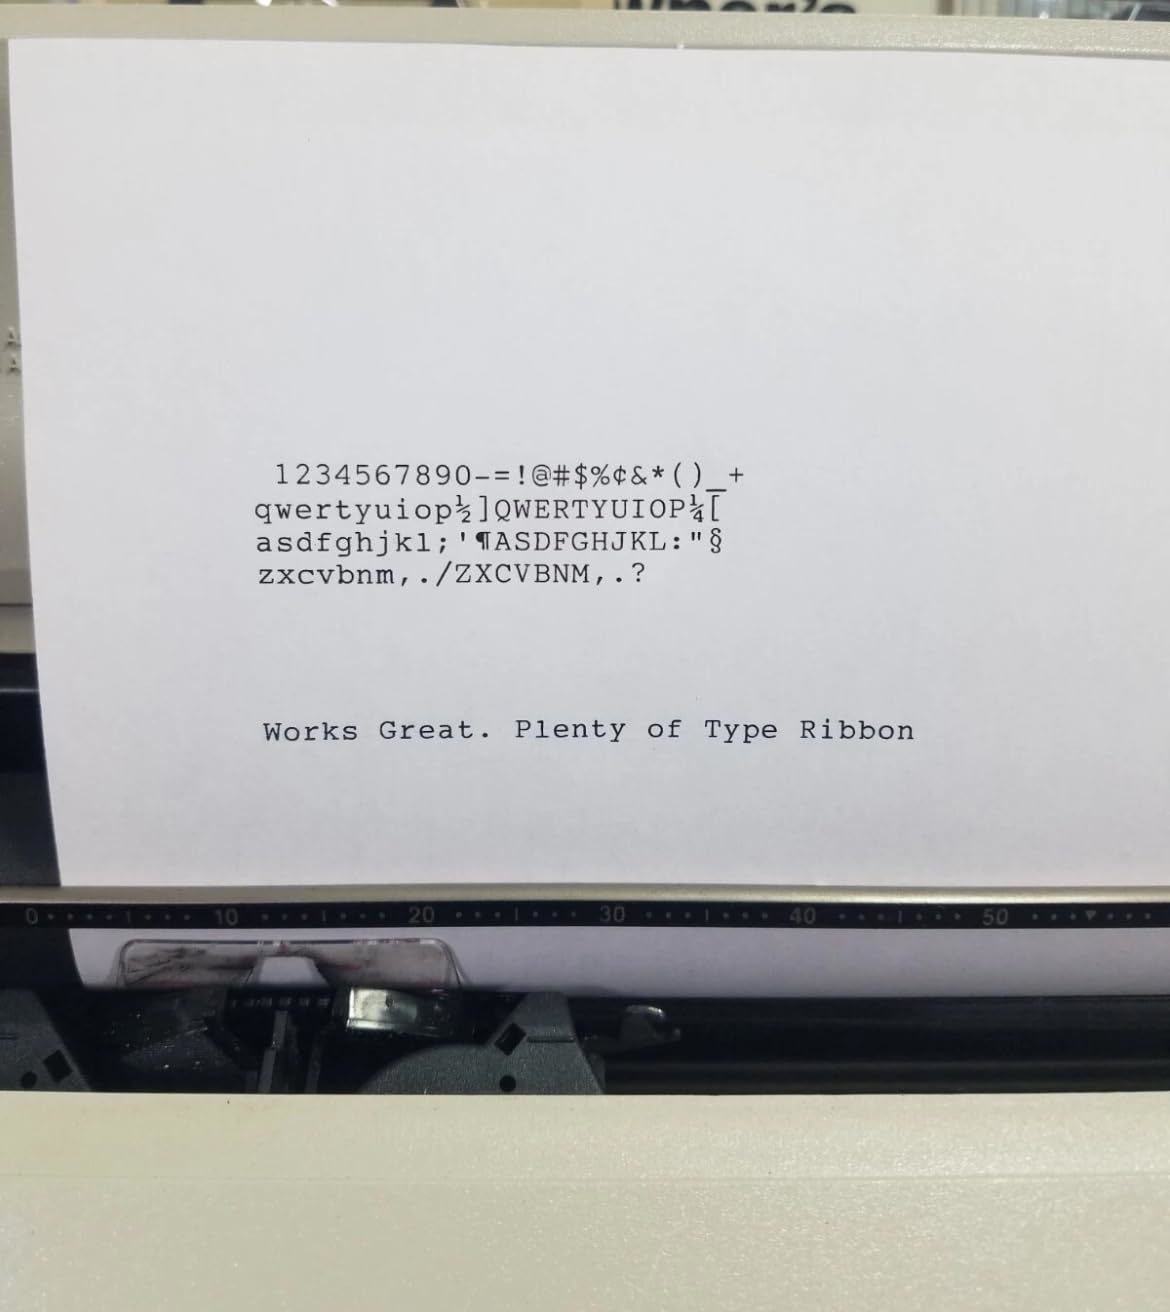 1234567890-=!@#$%¢&*()_+
qwertyuiop½]QWERTYUIOP¼[
asdfghjkl;'¶ASDFGHJKL:"§
zxcvbnm,./ZXCVBNM,.?
Works Great. Plenty of Type Ribbon
0 10 20 30 40 50